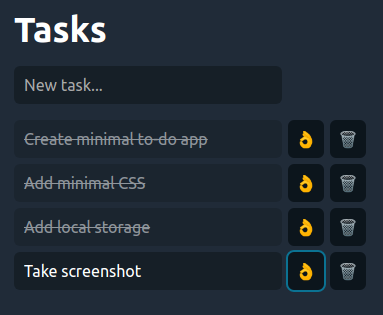 Tasks
New task...
Create minimal to-do app
Add minimal CSS
Add local storage
Take screenshot